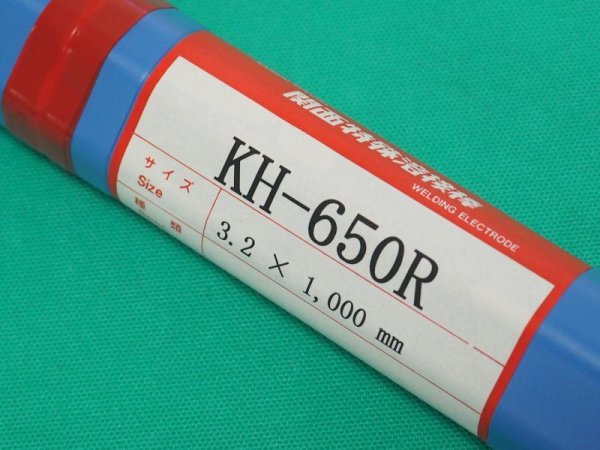 関西特殊溶接棒
WELDING ELECTRODE
KH-650R
サイズ
Size
3.2 × 1,000 mm
種類